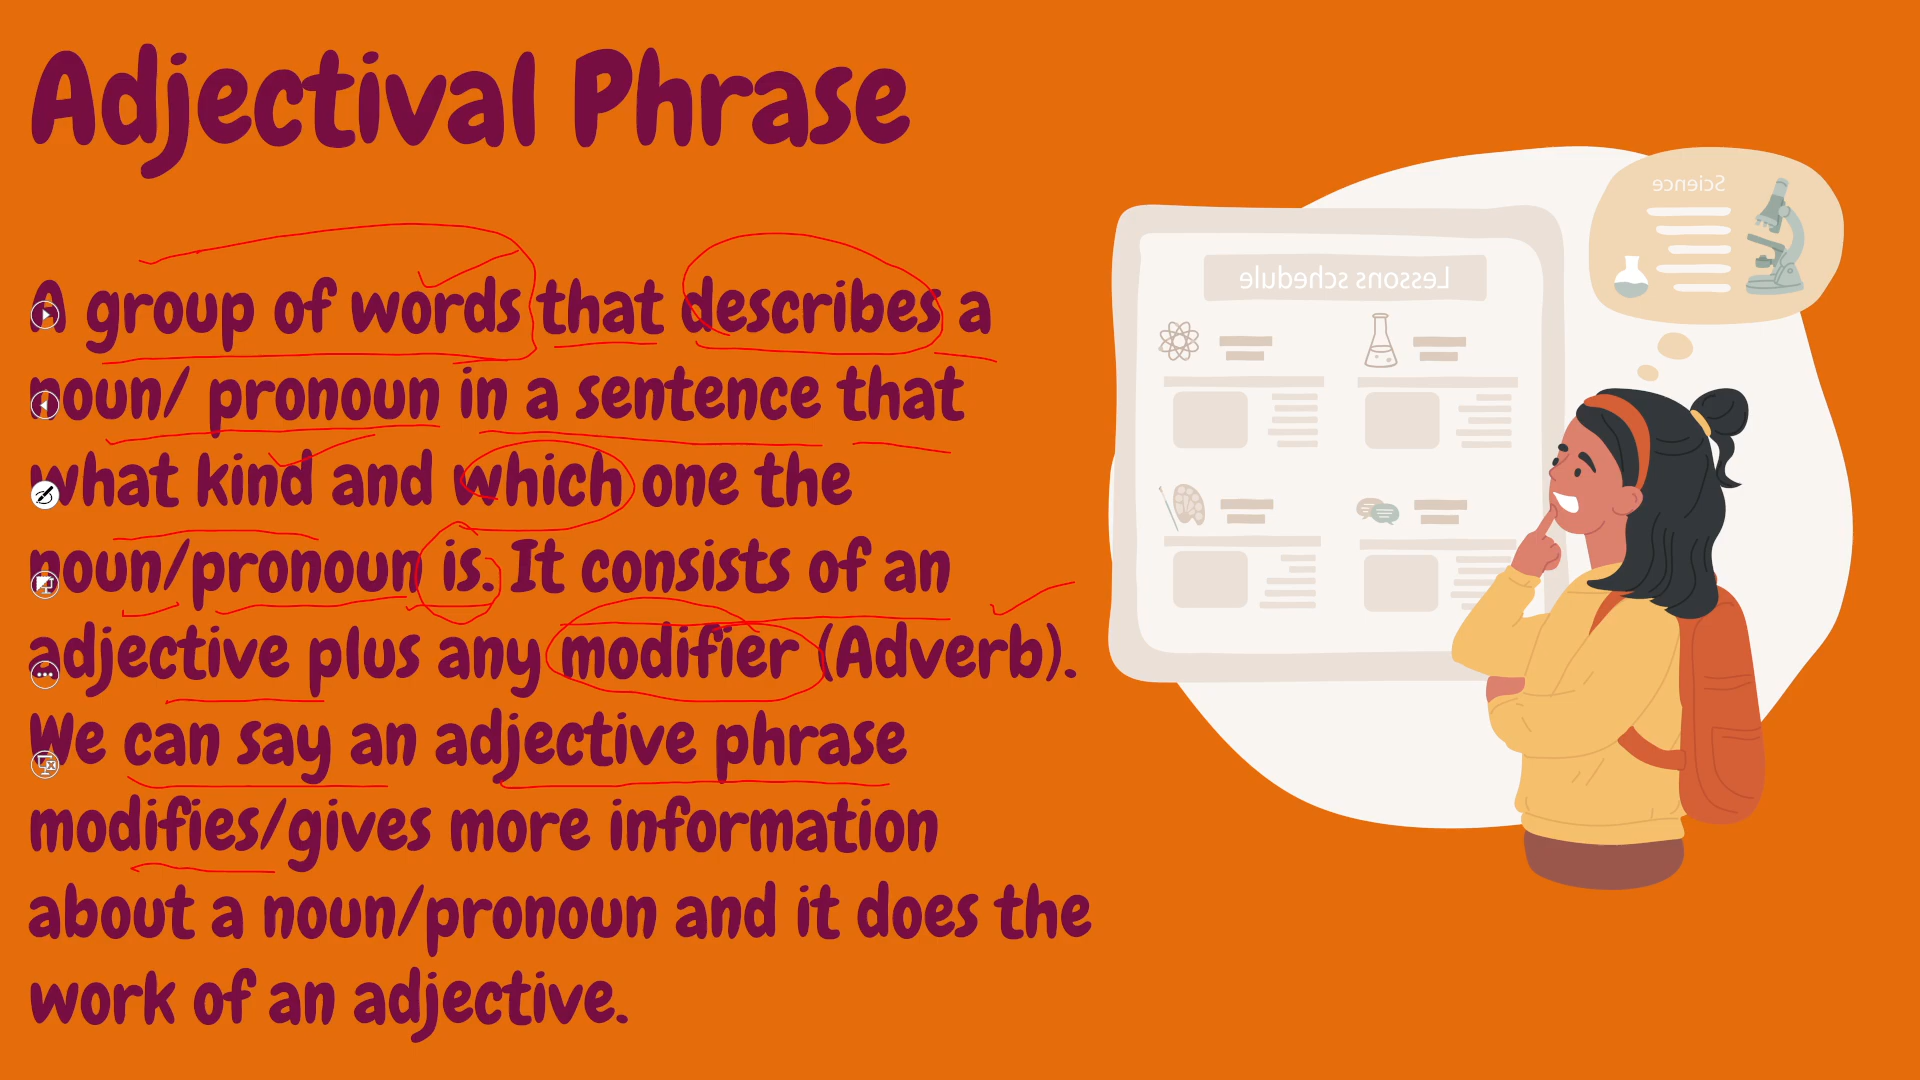 Adjectival Phrase
A group of words that describes a
noun/ pronoun in a sentence that
what kind and which one the
noun/pronoun is. It consists of an
adjective plus any modifier (Adverb).
We can say an adjective phrase
modifies/gives more information
about a noun/pronoun and it does the
work of an adjective.
Science
Lessons schedule